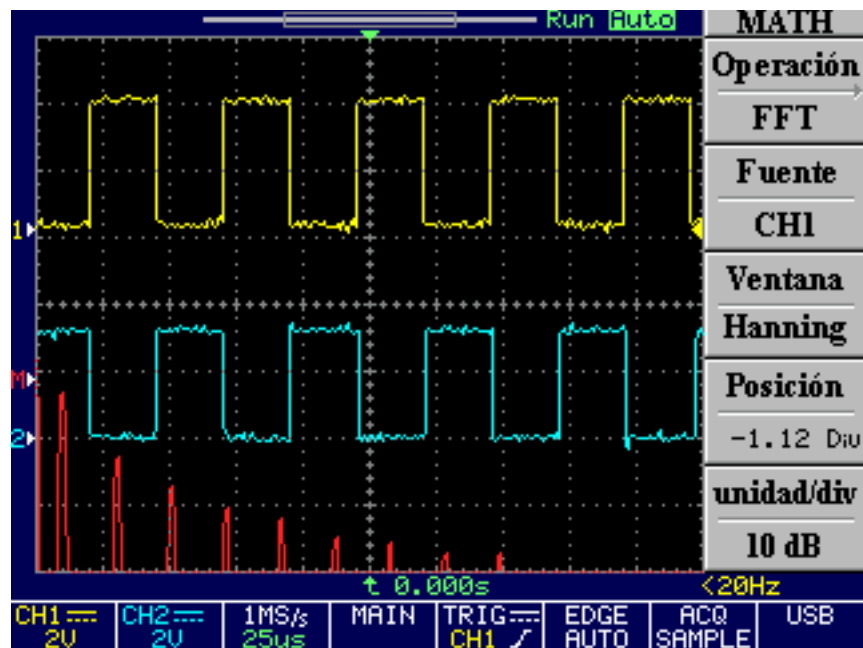 Run Auto
MATH
Operación
FFT
Fuente
CH1
Ventana
Hanning
Posición
-1.12 Div
unidad/div
10 dB
1
M
2
0.000s
<20Hz
CH1 CH2 1MS/s MAIN TRIG EDGE ACQ USB
2V 2V 25us CH1 AUTO SAMPLE